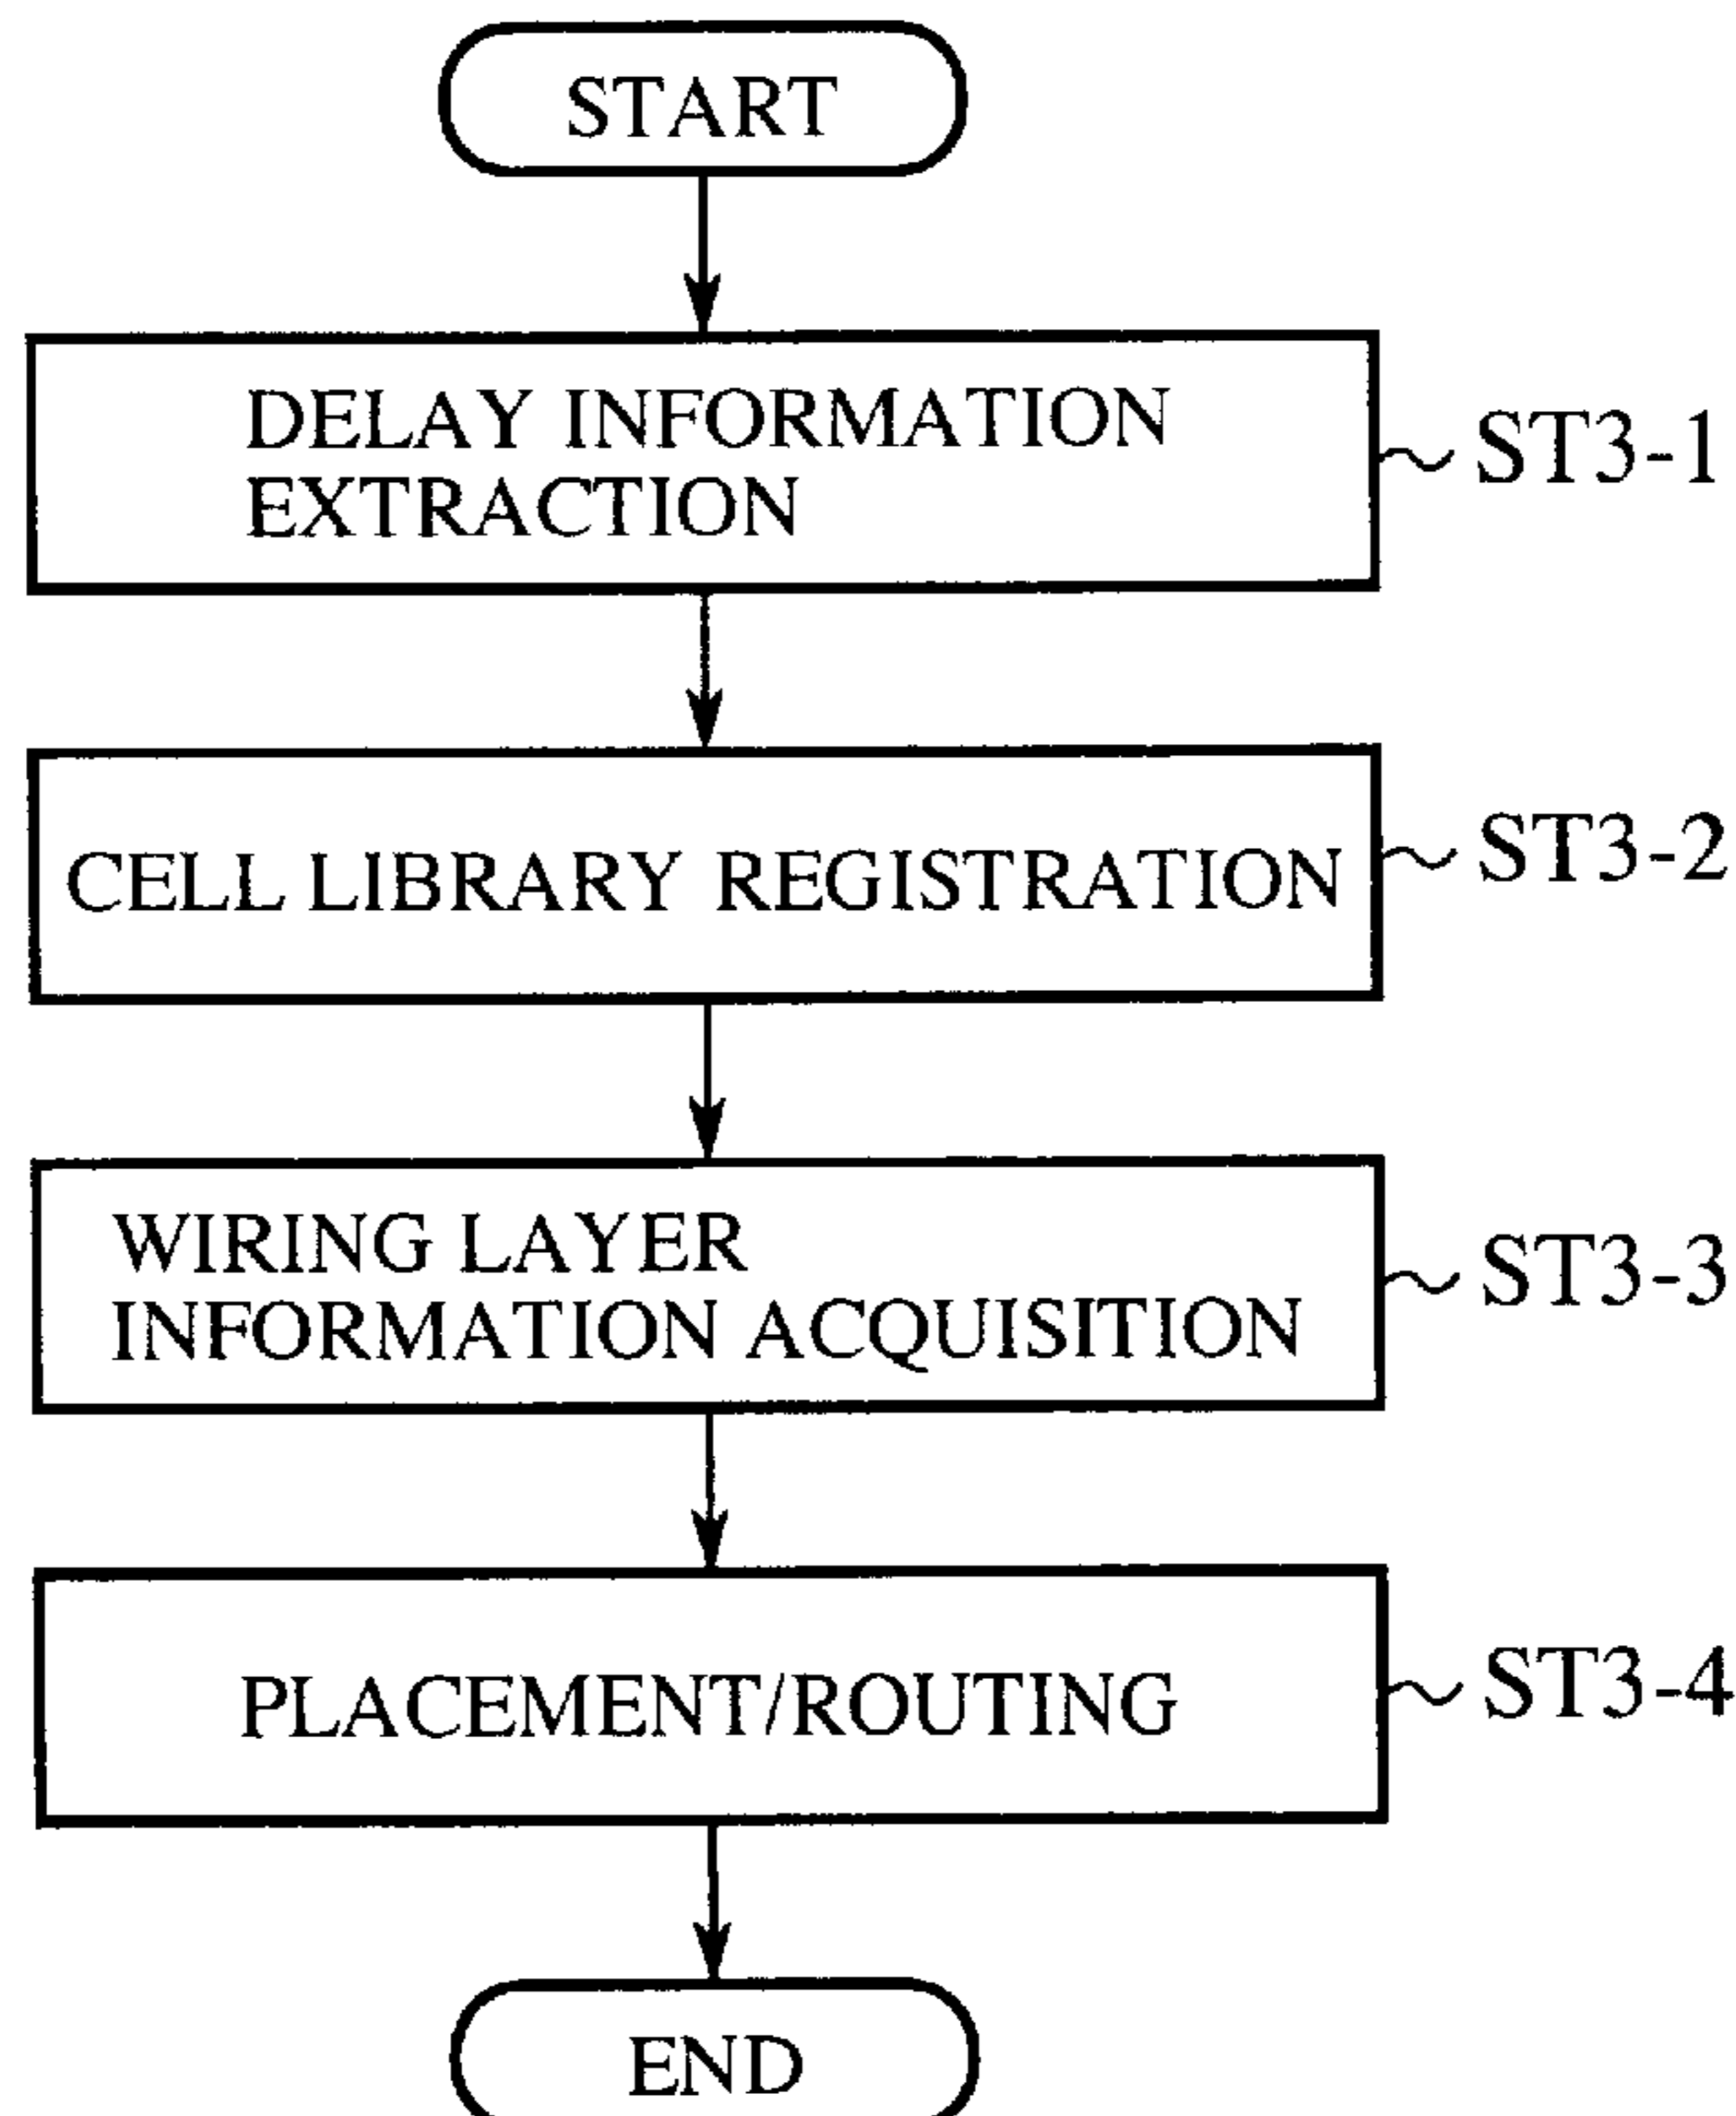 START
DELAY INFORMATION
EXTRACTION
ST3-1
CELL LIBRARY REGISTRATION
ST3-2
WIRING LAYER
INFORMATION ACQUISITION
ST3-3
PLACEMENT/ROUTING
ST3-4
END